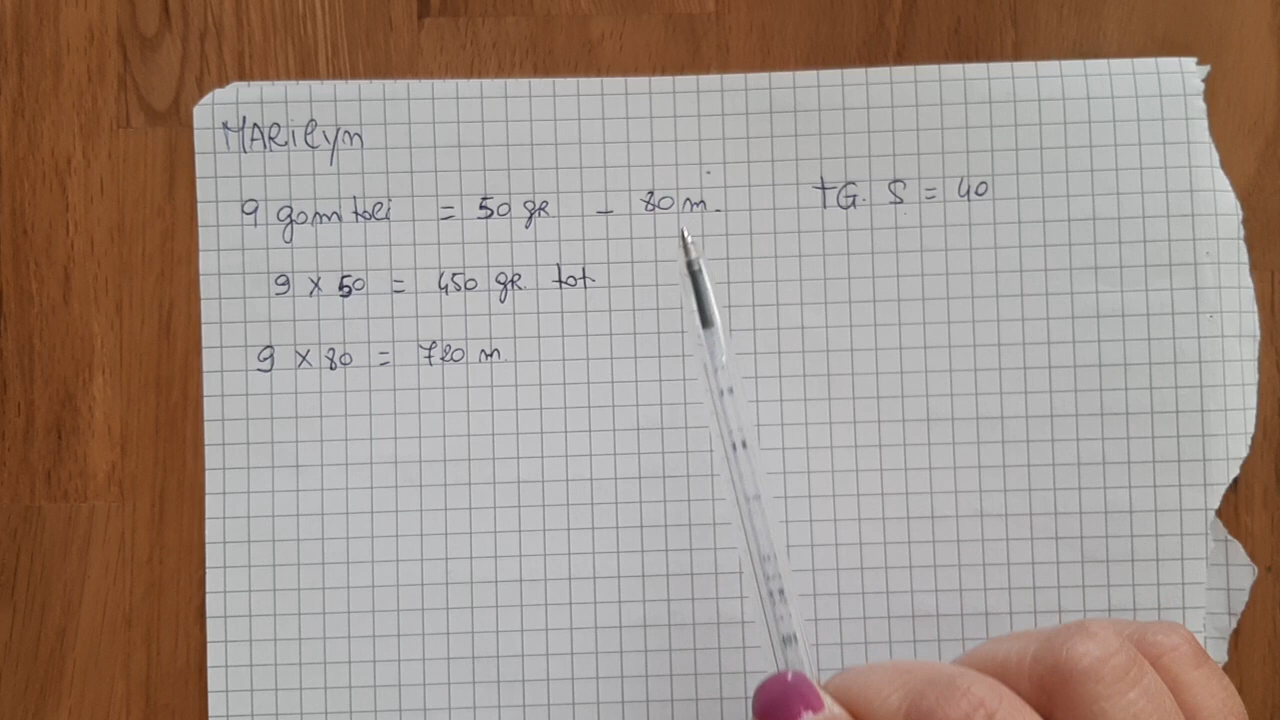 MARilyn
9 gomitoli = 50 gr - 80 m. TG. S = 40
9 x 50 = 450 gr. tot
9 x 80 = 720 m.